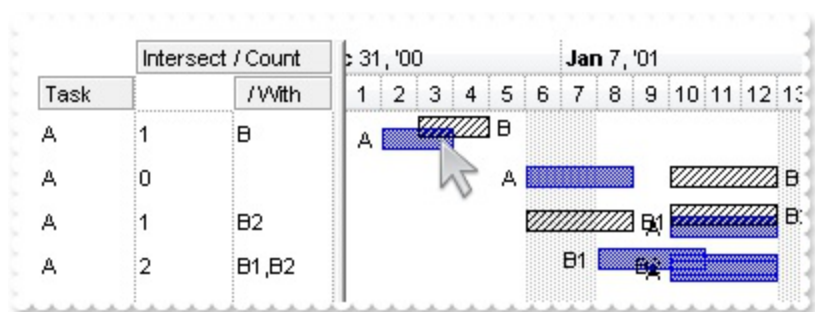 Intersect / Count
c 31, '00
Jan 7, '01
Task
/With
1 2 3 4 5 6 7 8 9 10 11 12 13
A
1
B
A
B
A
0
A
B
A
1
B2
B1
A
A
2
B1,B2
B1